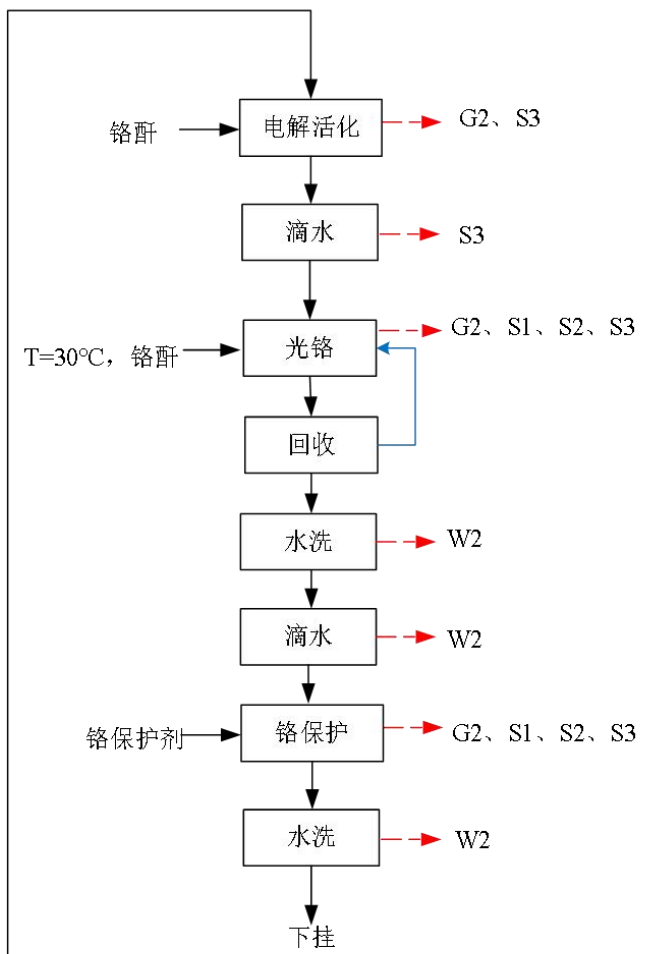 铬酐
电解活化
G2、S3
滴水
S3
T=30℃，铬酐
光铬
G2、S1、S2、S3
回收
水洗
W2
滴水
W2
铬保护剂
铬保护
G2、S1、S2、S3
水洗
W2
下挂